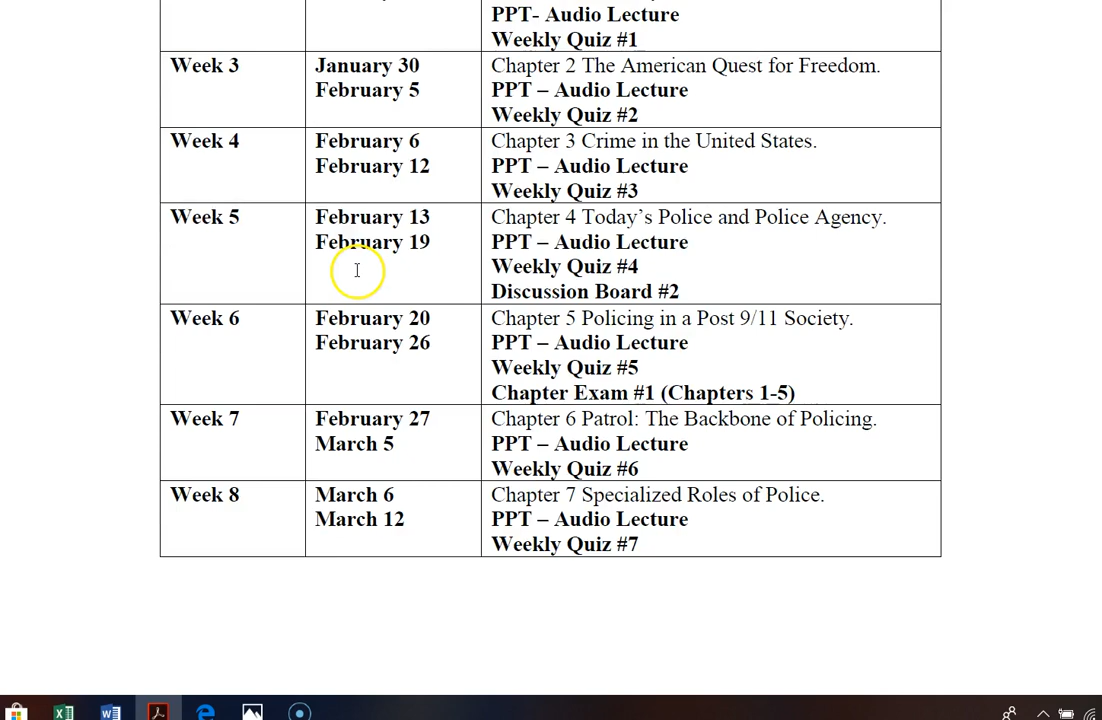 PPT- Audio Lecture
Weekly Quiz #1
Week 3
January 30
February 5
Chapter 2 The American Quest for Freedom.
PPT – Audio Lecture
Weekly Quiz #2
Week 4
February 6
February 12
Chapter 3 Crime in the United States.
PPT – Audio Lecture
Weekly Quiz #3
Week 5
February 13
February 19
Chapter 4 Today’s Police and Police Agency.
PPT – Audio Lecture
Weekly Quiz #4
Discussion Board #2
Week 6
February 20
February 26
Chapter 5 Policing in a Post 9/11 Society.
PPT – Audio Lecture
Weekly Quiz #5
Chapter Exam #1 (Chapters 1-5)
Week 7
February 27
March 5
Chapter 6 Patrol: The Backbone of Policing.
PPT – Audio Lecture
Weekly Quiz #6
Week 8
March 6
March 12
Chapter 7 Specialized Roles of Police.
PPT – Audio Lecture
Weekly Quiz #7